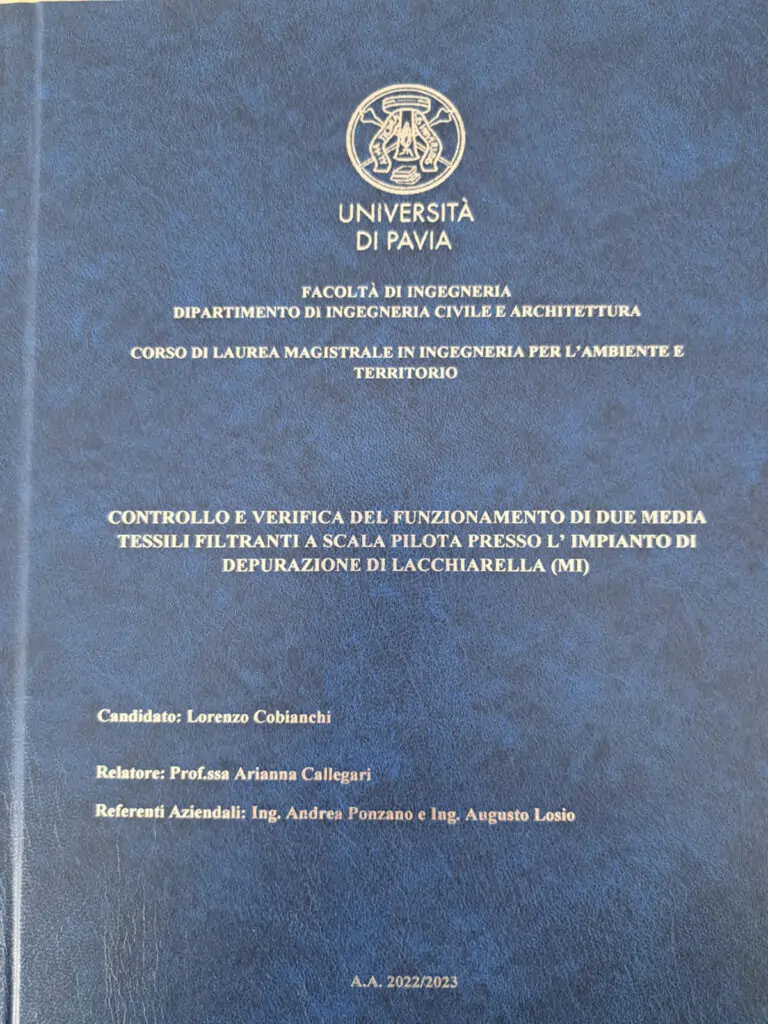 UNIVERSITÀ
DI PAVIA
FACOLTÀ DI INGEGNERIA
DIPARTIMENTO DI INGEGNERIA CIVILE E ARCHITETTURA
CORSO DI LAUREA MAGISTRALE IN INGEGNERIA PER L'AMBIENTE E
TERRITORIO
CONTROLLO E VERIFICA DEL FUNZIONAMENTO DI DUE MEDIA
TESSILI FILTRANTI A SCALA PILOTA PRESSO L' IMPIANTO DI
DEPURAZIONE DI LACCHIARELLA (MI)
Candidato: Lorenzo Cobianchi
Relatore: Prof.ssa Arianna Callegari
Referenti Aziendali: Ing. Andrea Ponzano e Ing. Augusto Losio
A.A. 2022/2023